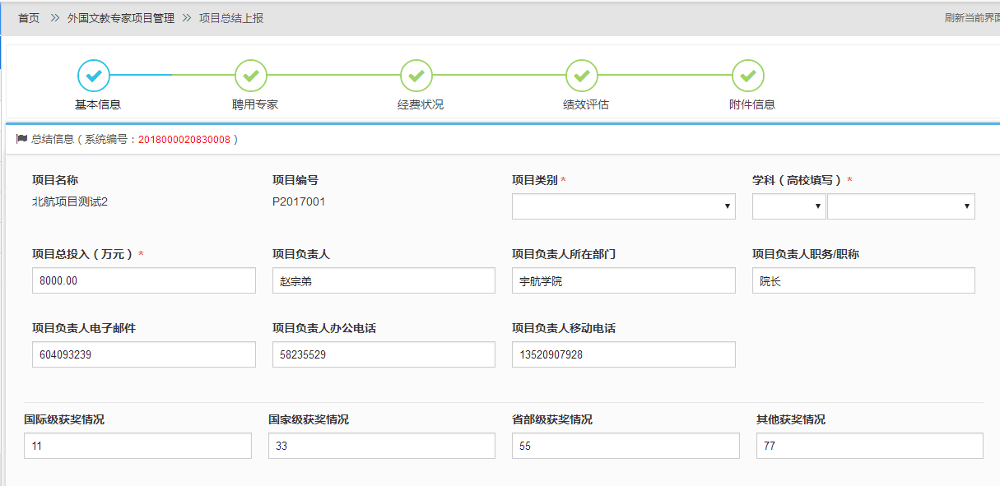 首页 >> 外国文教专家项目管理 >> 项目总结上报
刷新当前界面
基本信息 聘用专家 经费状况 绩效评估 附件信息
总结信息（系统编号：2018000020830008）
项目名称 项目编号 项目类别 * 学科（高校填写） *
北航项目测试2 P2017001
项目总投入（万元） * 项目负责人 项目负责人所在部门 项目负责人职务/职称
8000.00 赵宗弟 宇航学院 院长
项目负责人电子邮件 项目负责人办公电话 项目负责人移动电话
604093239 58235529 13520907928
国际级获奖情况 国家级获奖情况 省部级获奖情况 其他获奖情况
11 33 55 77